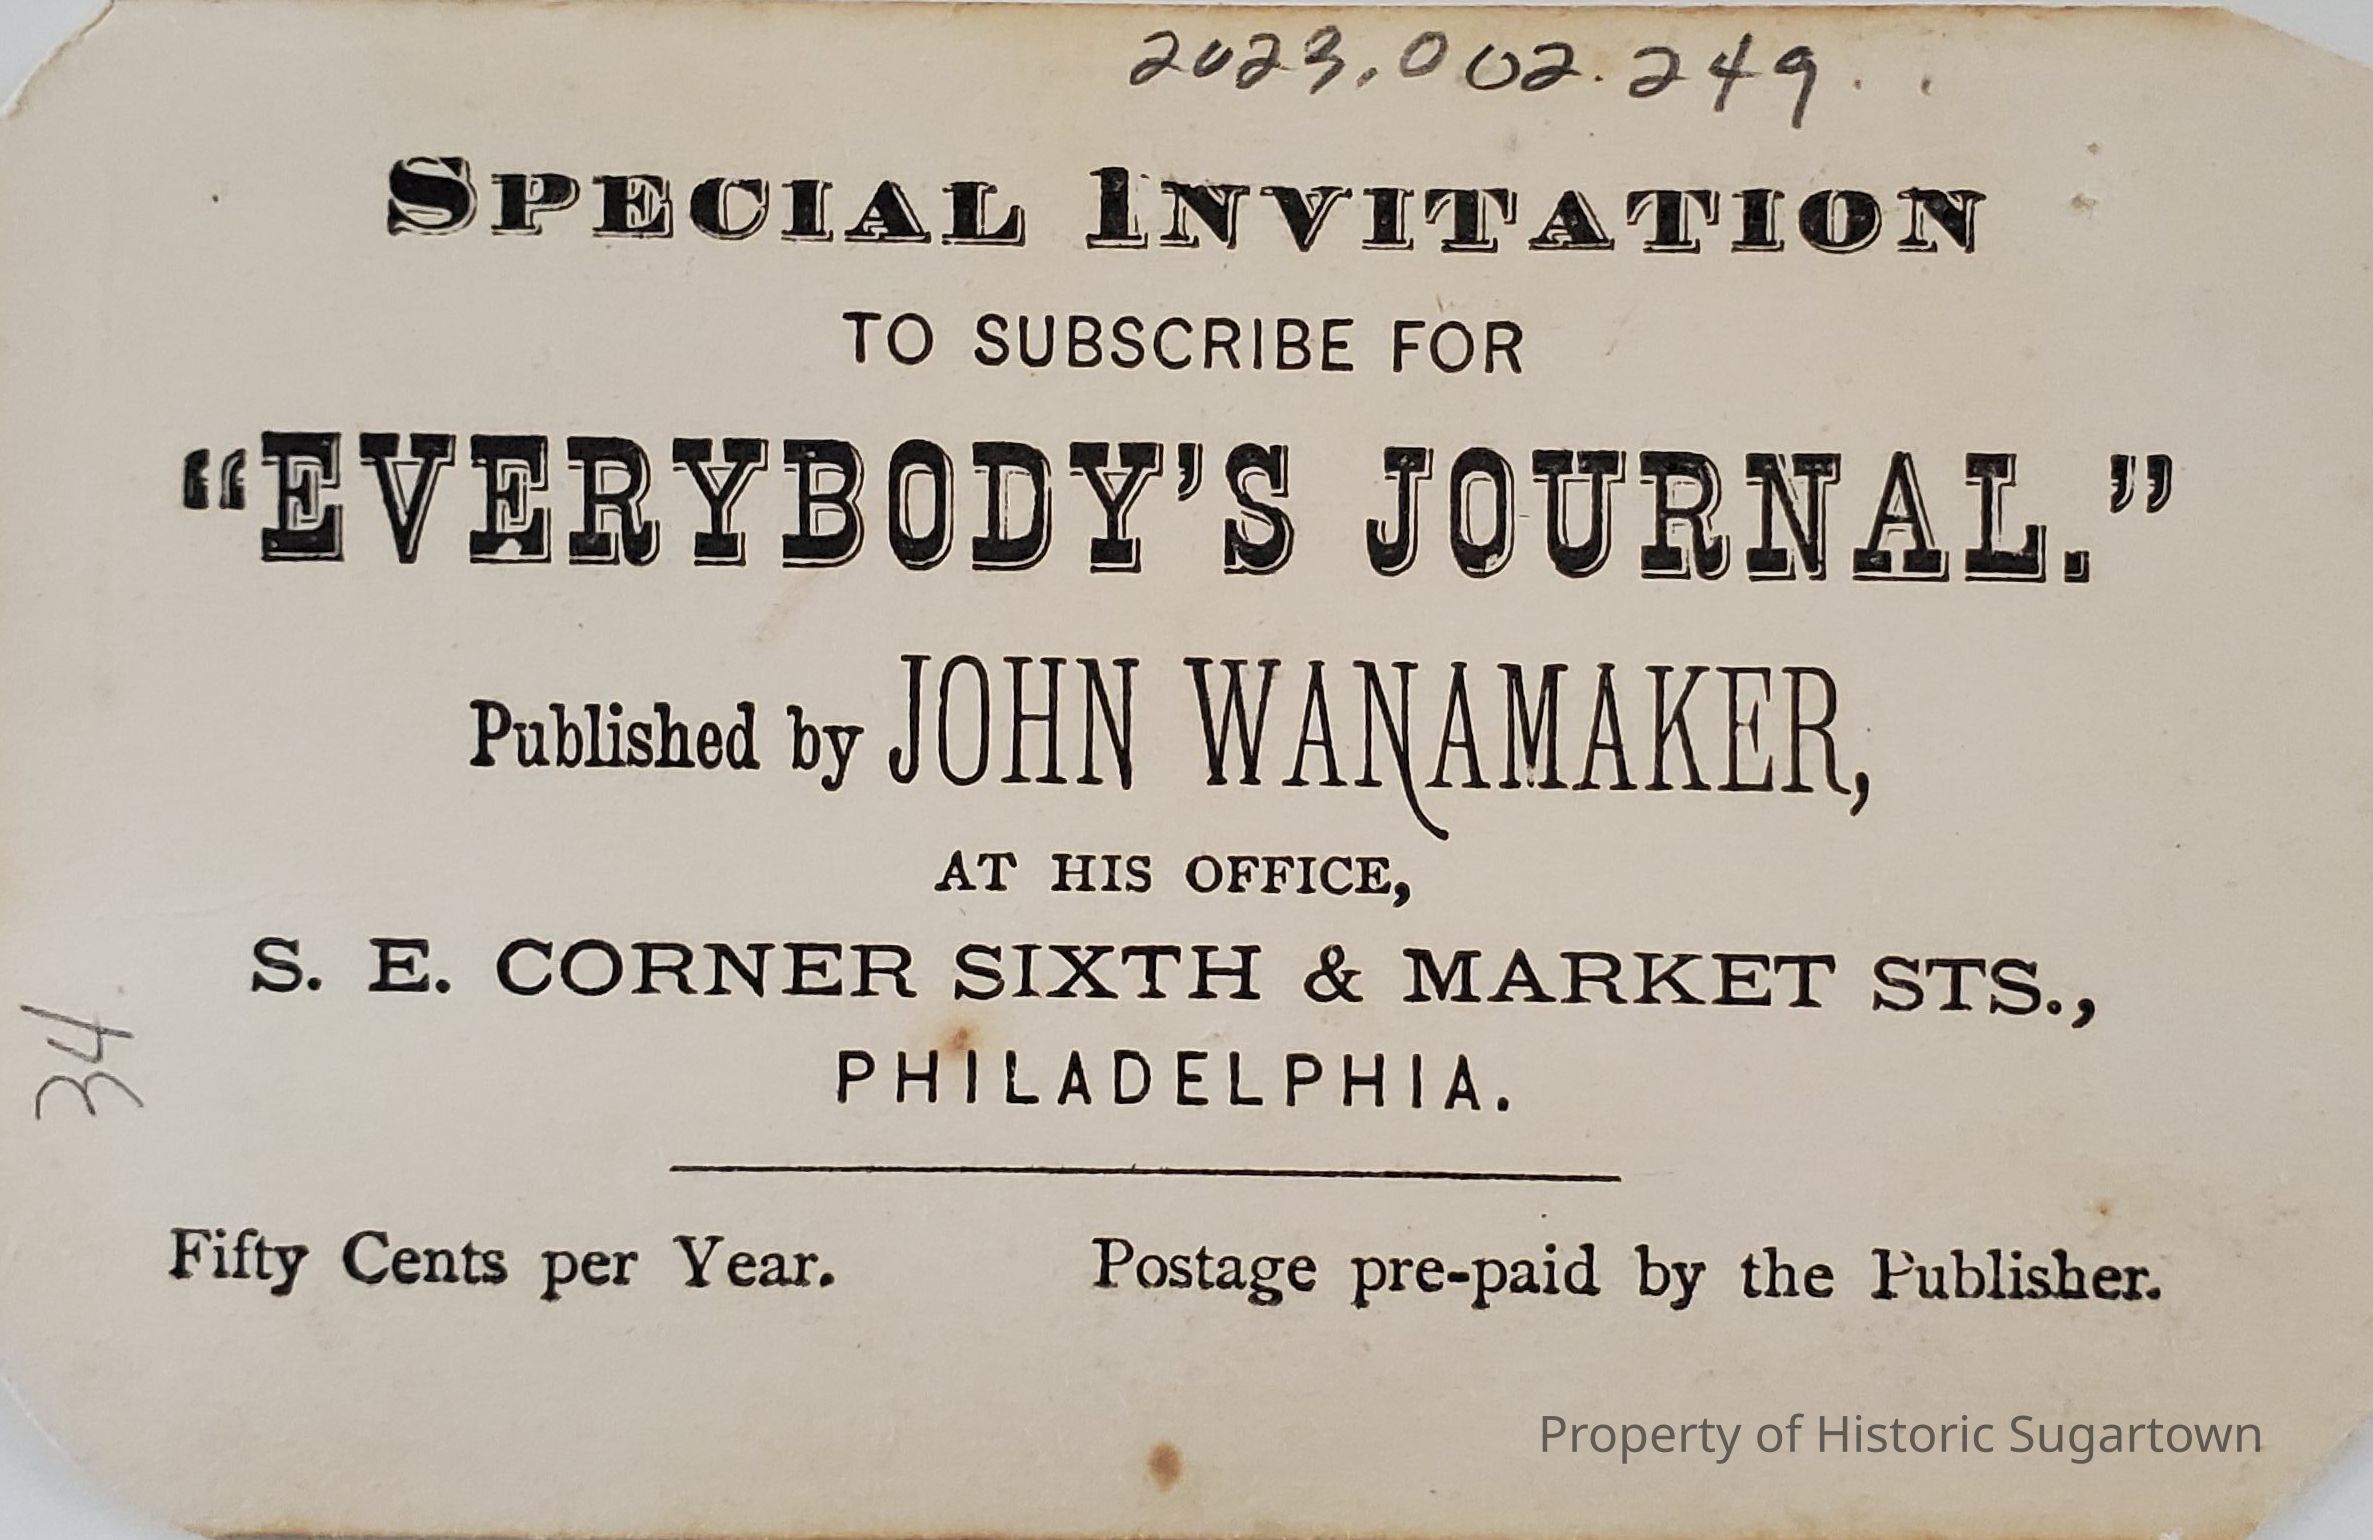 2023.002.249.
SPECIAL INVITATION
TO SUBSCRIBE FOR
“EVERYBODY’S JOURNAL.”
Published by JOHN WANAMAKER,
AT HIS OFFICE,
S. E. CORNER SIXTH & MARKET STS.,
PHILADELPHIA.
34
Fifty Cents per Year. Postage pre-paid by the Publisher.
Property of Historic Sugartown